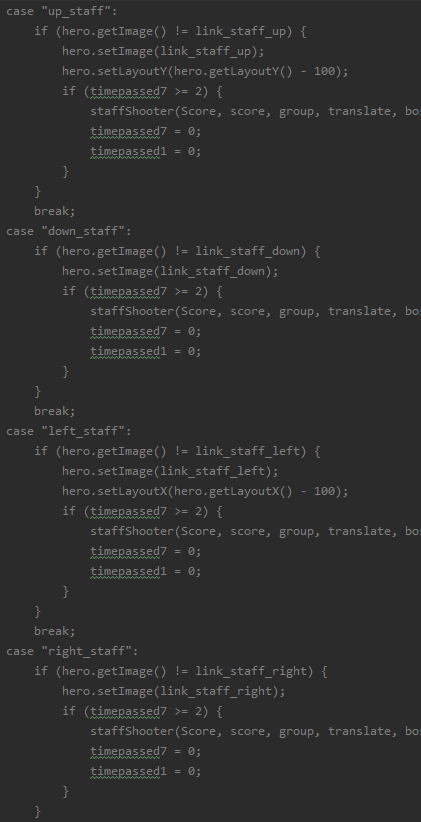 case "up_staff":
    if (hero.getImage() != link_staff_up) {
        hero.setImage(link_staff_up);
        hero.setLayoutY(hero.getLayoutY() - 100);
        if (timepassed7 >= 2) {
            staffShooter(Score, score, group, translate, bos
            timepassed7 = 0;
            timepassed1 = 0;
        }
    }
    break;
case "down_staff":
    if (hero.getImage() != link_staff_down) {
        hero.setImage(link_staff_down);
        if (timepassed7 >= 2) {
            staffShooter(Score, score, group, translate, bos
            timepassed7 = 0;
            timepassed1 = 0;
        }
    }
    break;
case "left_staff":
    if (hero.getImage() != link_staff_left) {
        hero.setImage(link_staff_left);
        hero.setLayoutX(hero.getLayoutX() - 100);
        if (timepassed7 >= 2) {
            staffShooter(Score, score, group, translate, bos
            timepassed7 = 0;
            timepassed1 = 0;
        }
    }
    break;
case "right_staff":
    if (hero.getImage() != link_staff_right) {
        hero.setImage(link_staff_right);
        if (timepassed7 >= 2) {
            staffShooter(Score, score, group, translate, bos
            timepassed7 = 0;
            timepassed1 = 0;
        }
    }